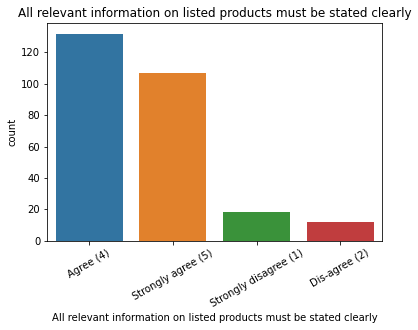 All relevant information on listed products must be stated clearly
count
120
100
80
60
40
20
0
Agree (4)
Strongly agree (5)
Strongly disagree (1)
Dis-agree (2)
All relevant information on listed products must be stated clearly